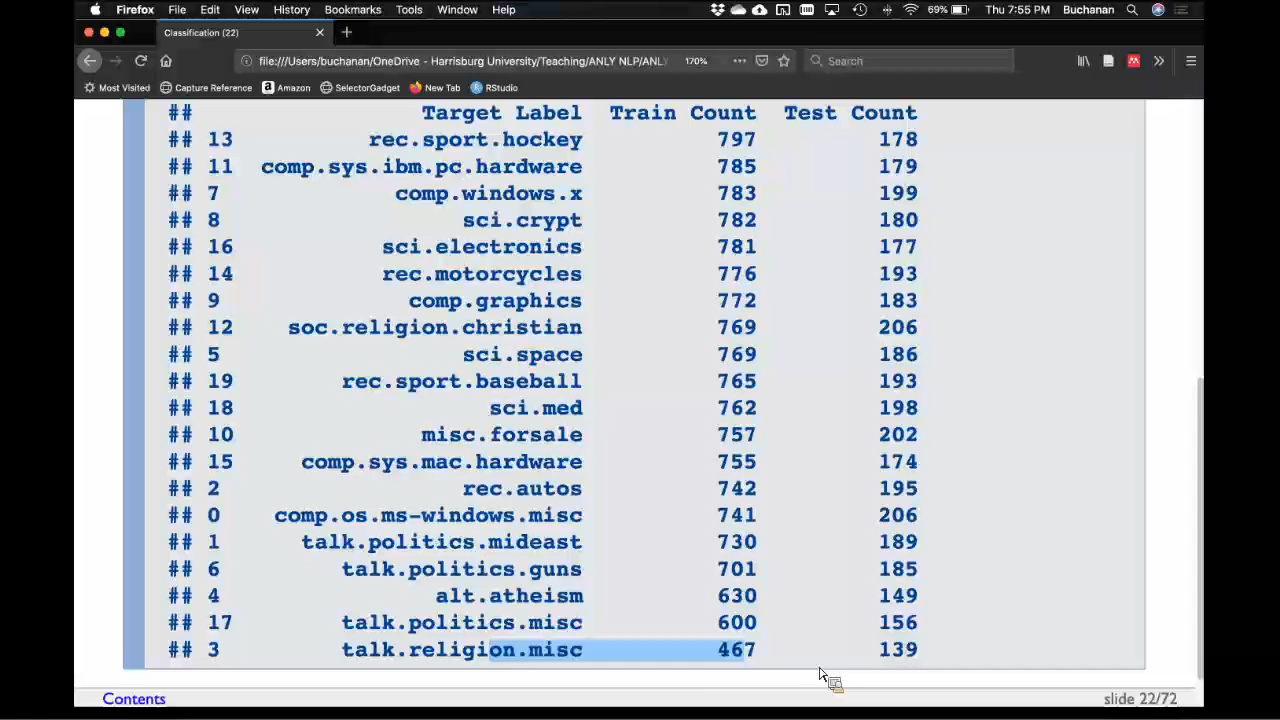 Firefox File Edit View History Bookmarks Tools Window Help 69% Thu 7:55 PM Buchanan
Classification (22)
file:///Users/buchanan/OneDrive - Harrisburg University/Teaching/ANLY NLP/ANL 170% Search
Most Visited Capture Reference Amazon SelectorGadget New Tab RStudio
## Target Label Train Count Test Count
## 13 rec.sport.hockey 797 178
## 11 comp.sys.ibm.pc.hardware 785 179
## 7 comp.windows.x 783 199
## 8 sci.crypt 782 180
## 16 sci.electronics 781 177
## 14 rec.motorcycles 776 193
## 9 comp.graphics 772 183
## 12 soc.religion.christian 769 206
## 5 sci.space 769 186
## 19 rec.sport.baseball 765 193
## 18 sci.med 762 198
## 10 misc.forsale 757 202
## 15 comp.sys.mac.hardware 755 174
## 2 rec.autos 742 195
## 0 comp.os.ms-windows.misc 741 206
## 1 talk.politics.mideast 730 189
## 6 talk.politics.guns 701 185
## 4 alt.atheism 630 149
## 17 talk.politics.misc 600 156
## 3 talk.religion.misc 467 139
Contents slide 22/72